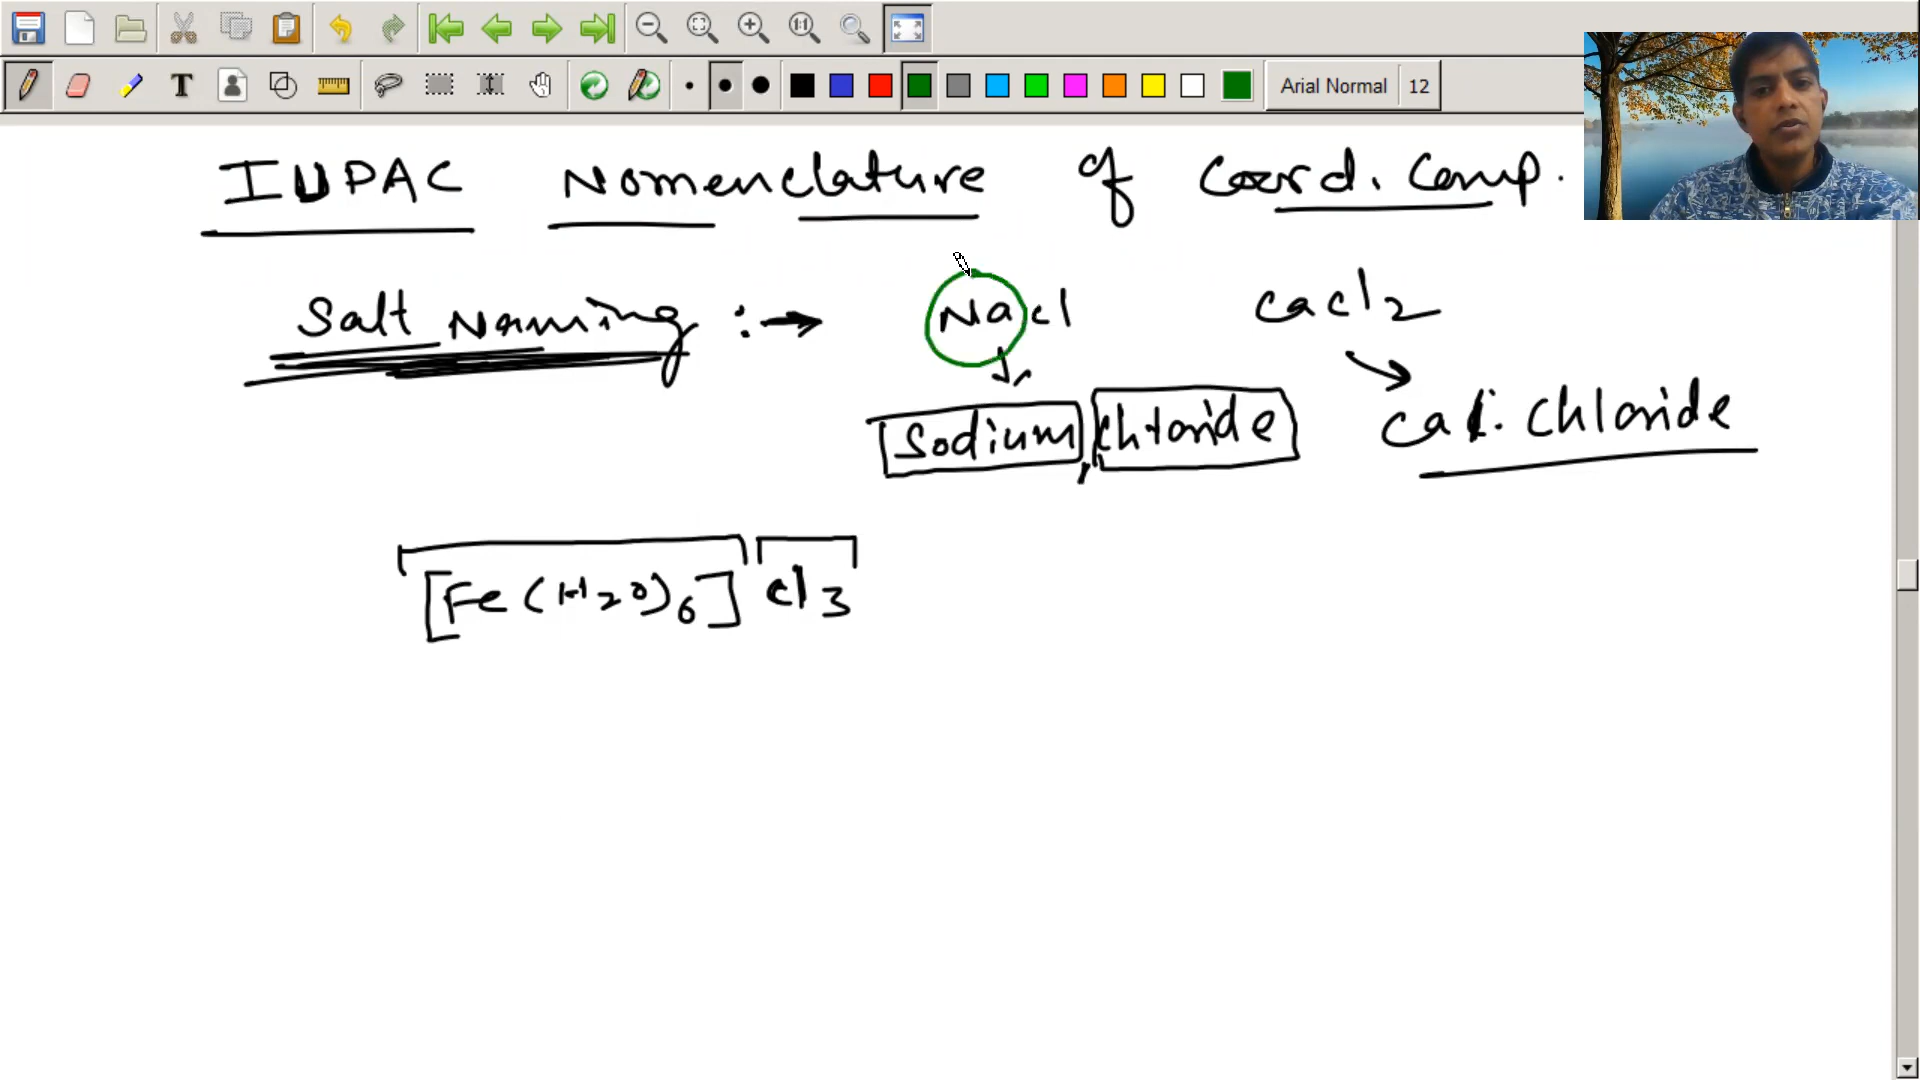 T Arial Normal 12
IUPAC Nomenclature of Coord. Comp.
Salt Naming :→ NaCl CaCl2
Sodium, Chloride Cal. Chloride
[Fe(H2O)6] Cl3